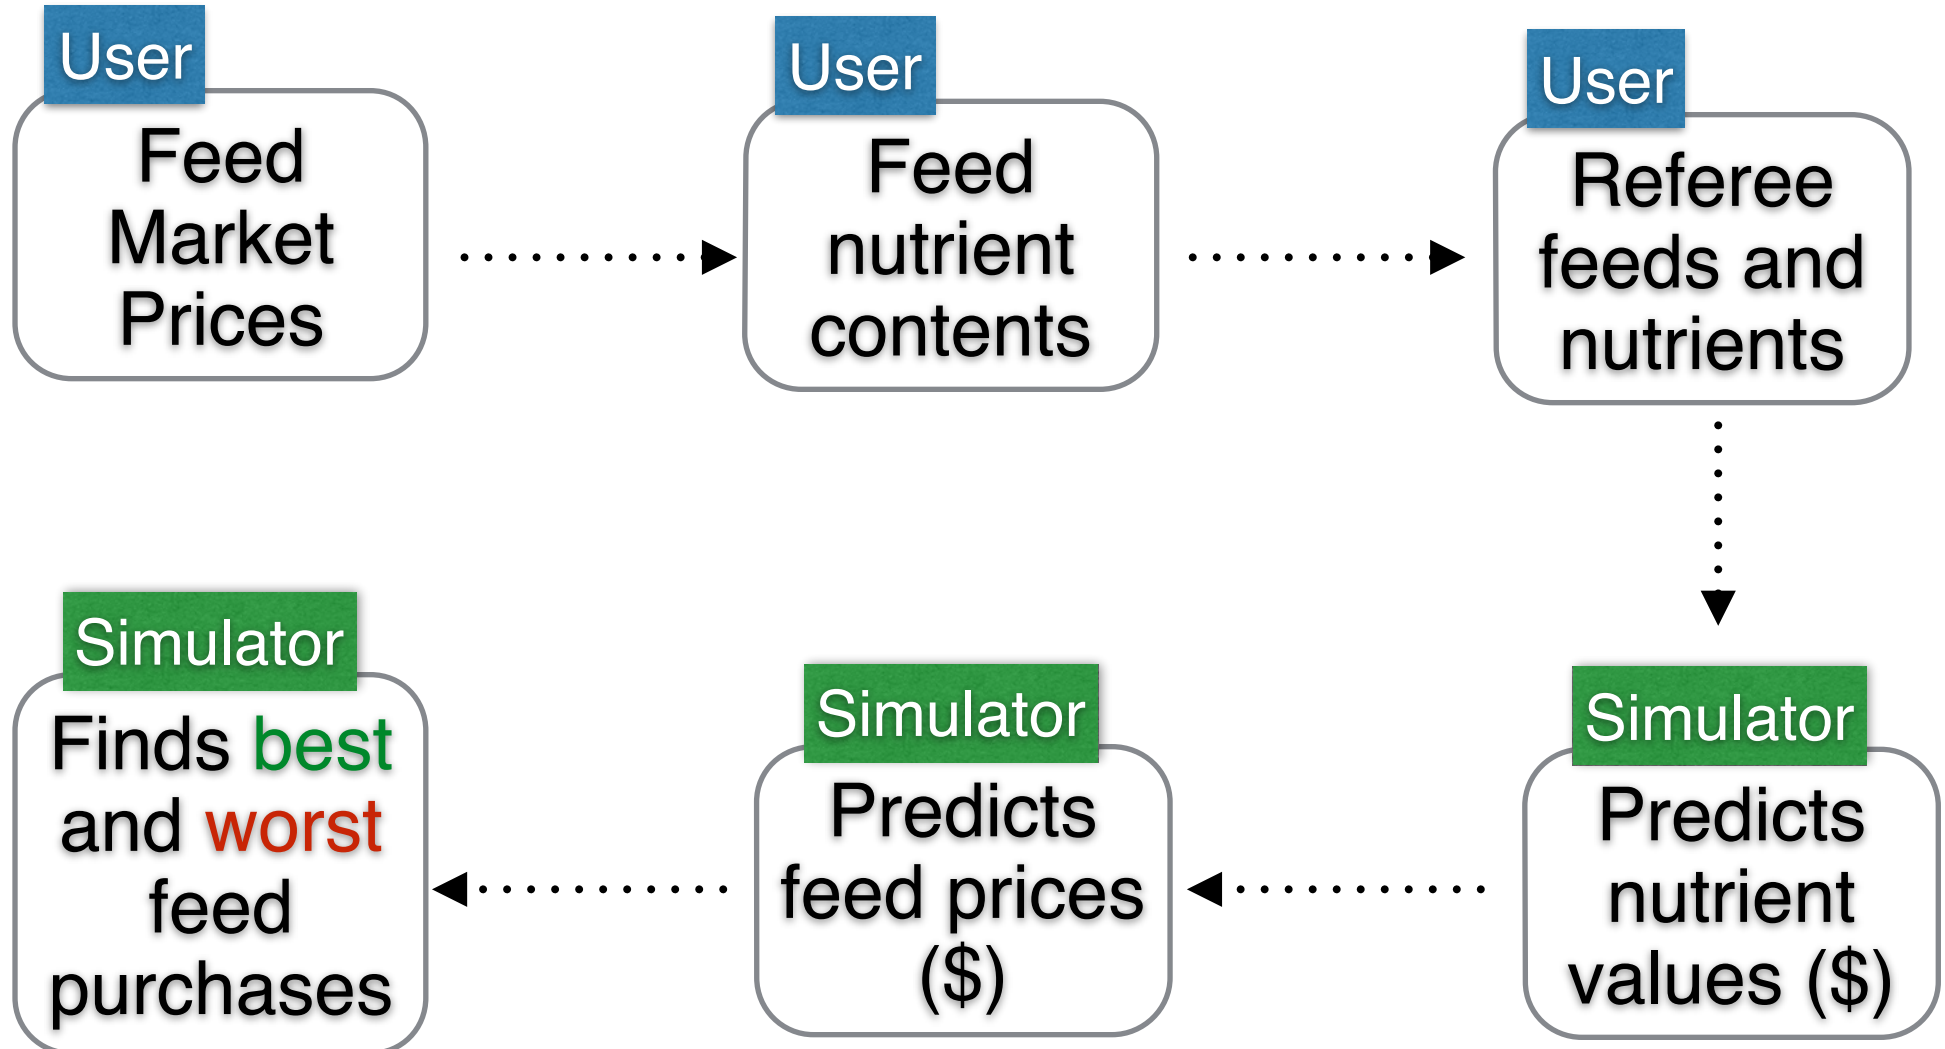 User
Feed
Market
Prices
User
Feed
nutrient
contents
User
Referee
feeds and
nutrients
Simulator
Predicts
nutrient
values ($)
Simulator
Predicts
feed prices
($)
Simulator
Finds best
and worst
feed
purchases